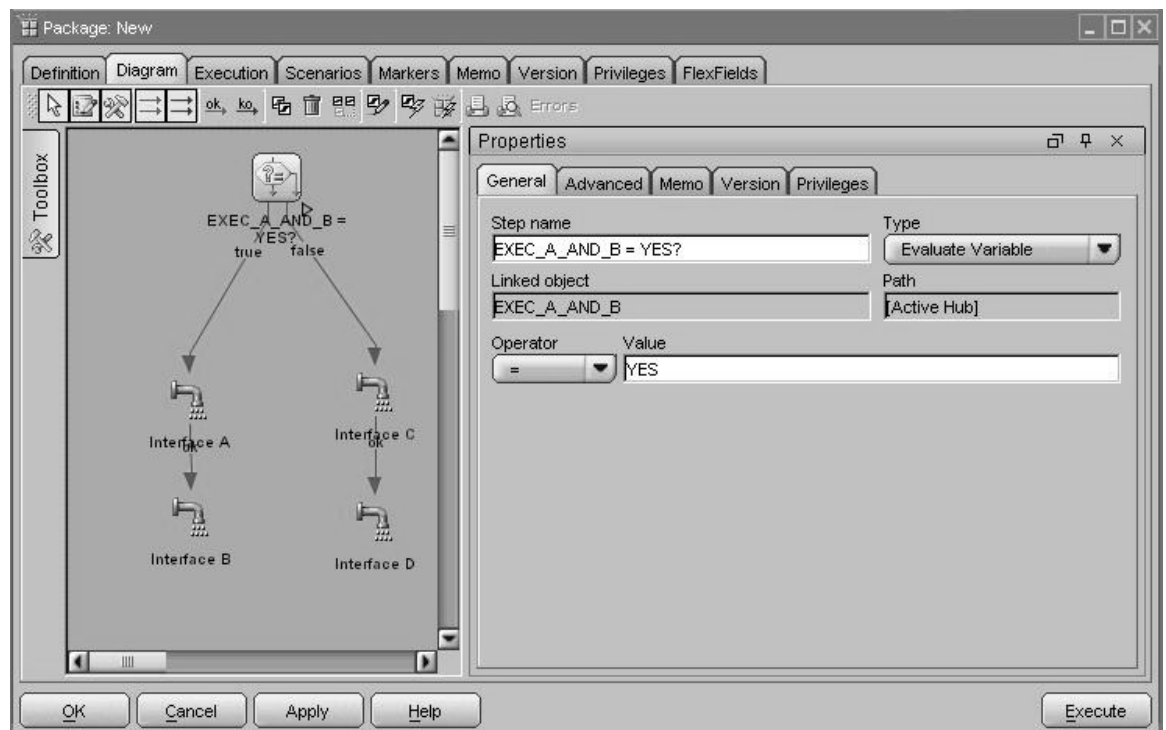 Package: New
Definition Diagram Execution Scenarios Markers Memo Version Privileges FlexFields
ok ko Errors
Toolbox
EXEC_A_AND_B =
YES?
true false
Interface A
ok
Interface B
Interface C
ok
Interface D
Properties
General Advanced Memo Version Privileges
Step name Type
EXEC_A_AND_B = YES? Evaluate Variable
Linked object Path
EXEC_A_AND_B [Active Hub]
Operator Value
= YES
OK Cancel Apply Help Execute